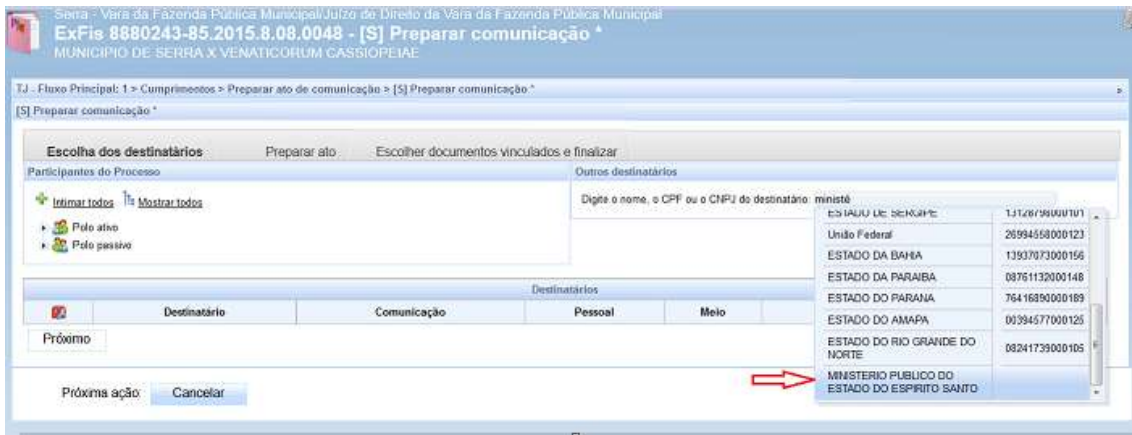 Serra - Vara da Fazenda Pública Municipal/Juízo de Direito da Vara da Fazenda Pública Municipal
ExFis 8880243-85.2015.8.08.0048 - [S] Preparar comunicação *
MUNICIPIO DE SERRA X VENATICORUM CASSIOPEIAE
TJ - Fluxo Principal: 1 > Cumprimentos > Preparar ato de comunicação > [S] Preparar comunicação * »
[S] Preparar comunicação *
Escolha dos destinatários Preparar ato Escolher documentos vinculados e finalizar
Participantes do Processo Outros destinatários
Intimar todos Mostrar todos Digite o nome, o CPF ou o CNPJ do destinatário: ministé
ESTADO DE SERGIPE 13128798000101
Polo ativo União Federal 26994558000123
Polo passivo ESTADO DA BAHIA 13937073000156
ESTADO DA PARAIBA 08761132000148
Destinatários
Destinatário Comunicação Pessoal Meio ESTADO DO PARANA 76416890000189
ESTADO DO AMAPA 00394577000125
Próximo ESTADO DO RIO GRANDE DO NORTE 08241739000105
MINISTERIO PUBLICO DO
Próxima ação: Cancelar ESTADO DO ESPIRITO SANTO